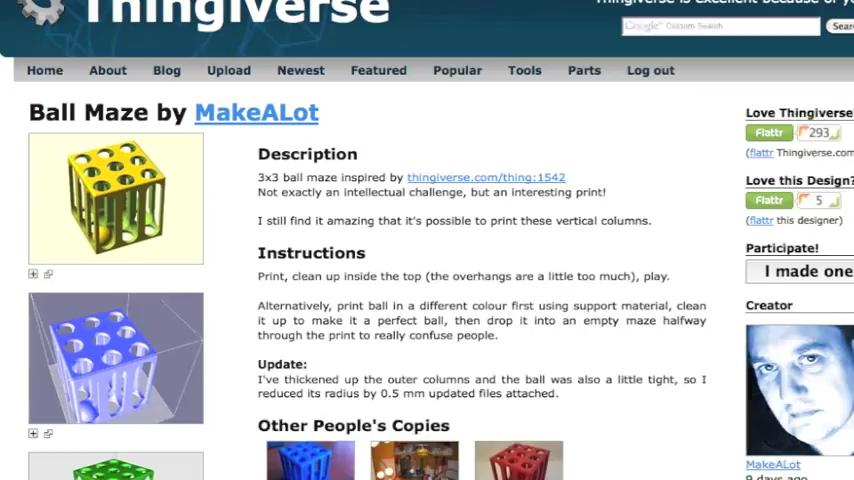 Thingiverse
Google Custom Search
Home About Blog Upload Newest Featured Popular Tools Parts Log out
Ball Maze by MakeALot
Description
3x3 ball maze inspired by thingiverse.com/thing:1542
Not exactly an intellectual challenge, but an interesting print!
I still find it amazing that it's possible to print these vertical columns.
Instructions
Print, clean up inside the top (the overhangs are a little too much), play.
Alternatively, print ball in a different colour first using support material, clean
it up to make it a perfect ball, then drop it into an empty maze halfway
through the print to really confuse people.
Update:
I've thickened up the outer columns and the ball was also a little tight, so I
reduced its radius by 0.5 mm updated files attached.
Other People's Copies
Love Thingiverse?
Flattr 293
(flattr Thingiverse.com
Love this Design?
Flattr 5
(flattr this designer)
Participate!
I made one
Creator
MakeALot
9 days ago